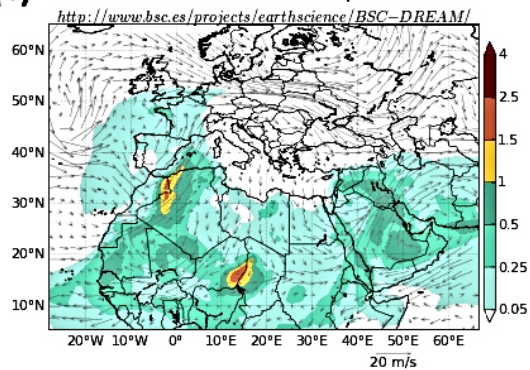 http://www.bsc.es/projects/earthscience/BSC-DREAM/
60°N
50°N
40°N
30°N
20°N
10°N
20°W 10°W 0° 10°E 20°E 30°E 40°E 50°E 60°E
20 m/s
4
2.5
1.5
1
0.5
0.25
0.05